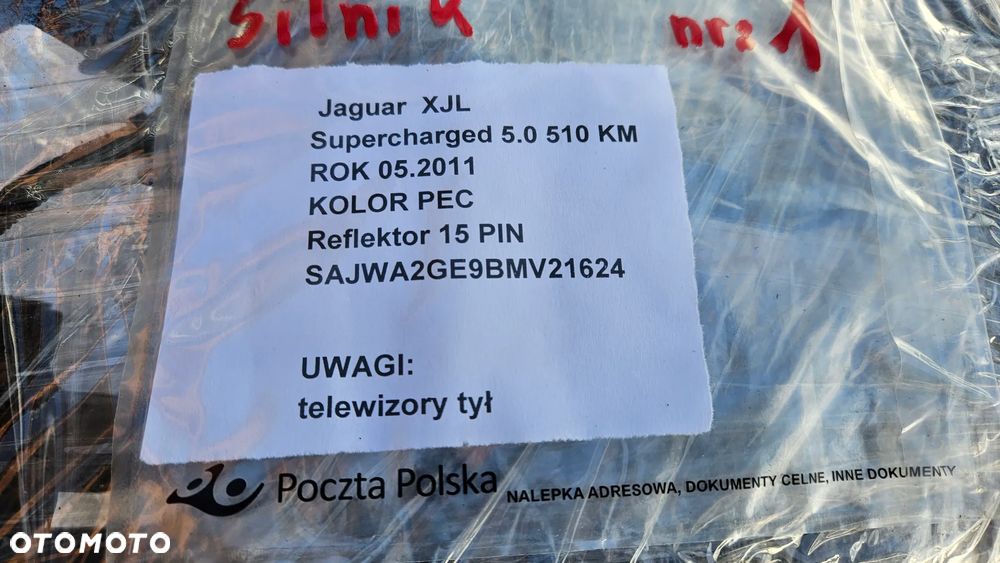 Silnik nr: 1
Jaguar XJL
Supercharged 5.0 510 KM
ROK 05.2011
KOLOR PEC
Reflektor 15 PIN
SAJWA2GE9BMV21624
UWAGI:
telewizory tył
Poczta Polska NALEPKA ADRESOWA, DOKUMENTY CELNE, INNE DOKUMENTY
OTOMOTO